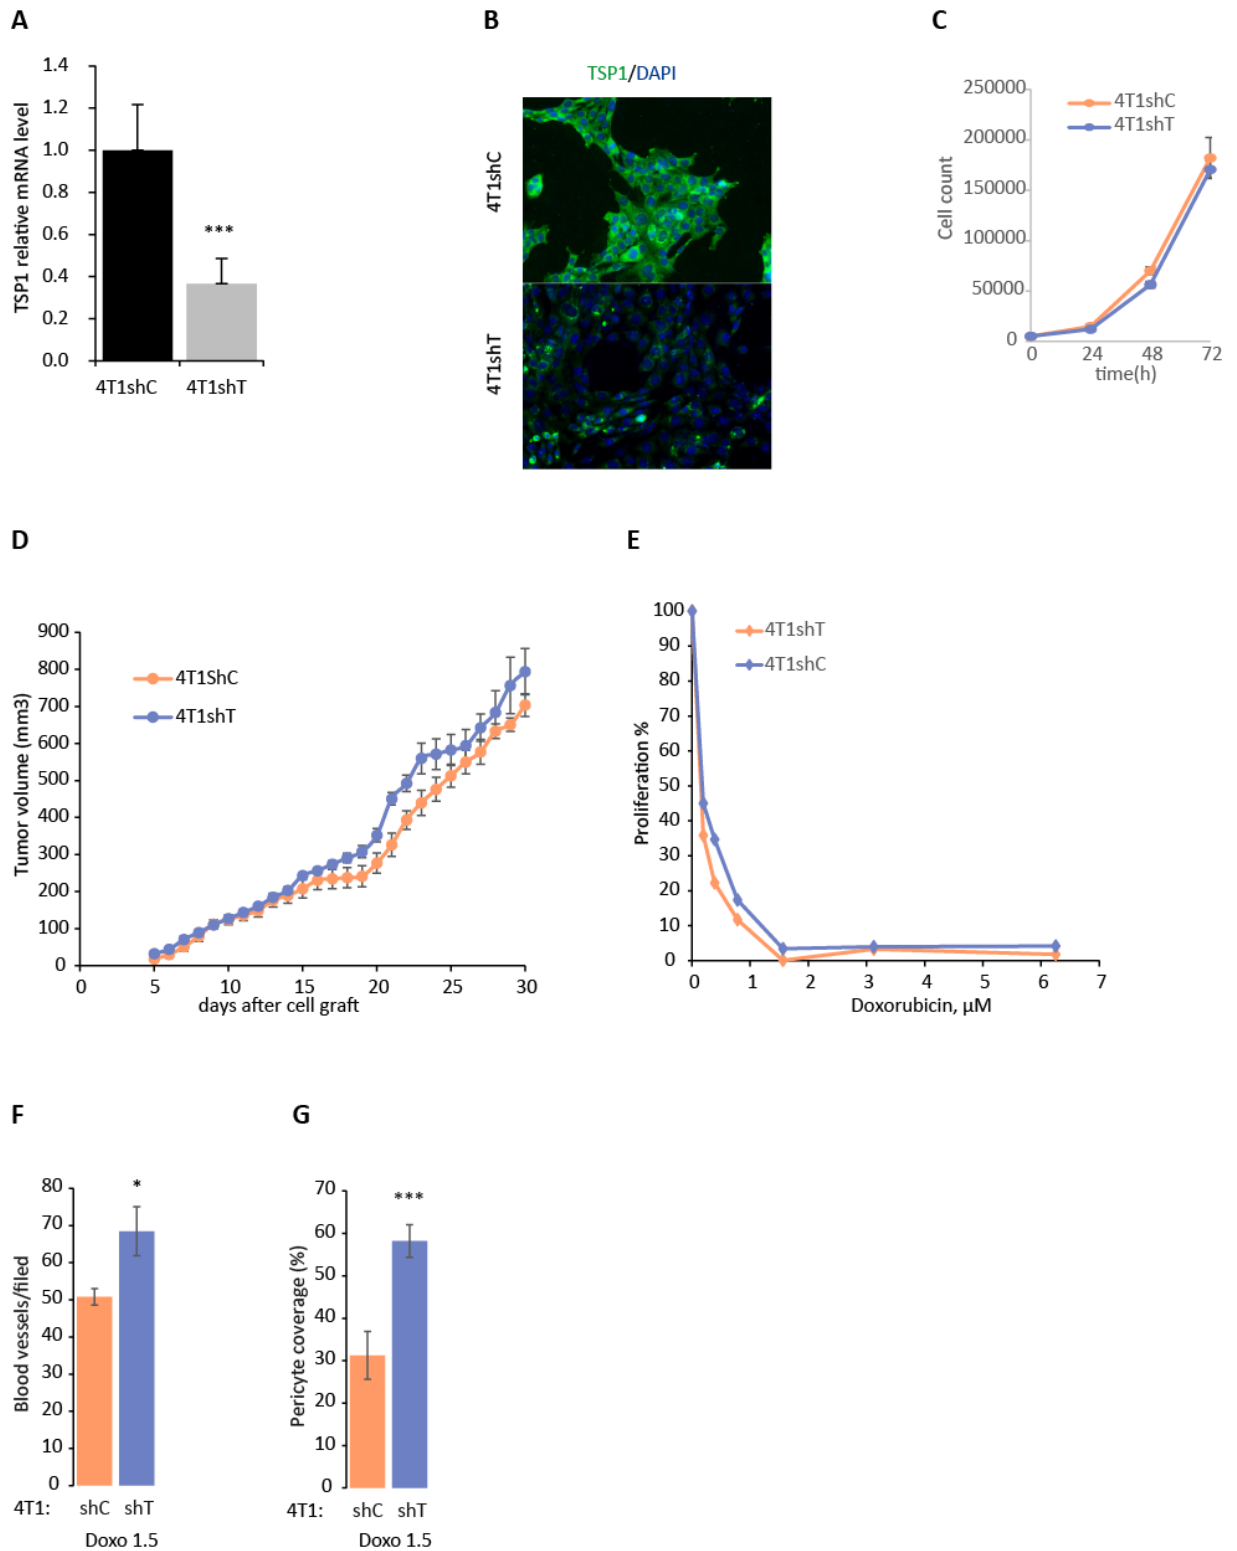 A
B
C
1.4
1.2
1.0
0.8
0.6
0.4
0.2
0.0
TSP1 relative mRNA level
***
4T1shC
4T1shT
TSP1/DAPI
4T1shC
4T1shT
250000
200000
150000
100000
50000
0
Cell count
4T1shC
4T1shT
0
24
48
72
time(h)
D
E
900
800
700
600
500
400
300
200
100
0
Tumor volume (mm3)
4T1ShC
4T1shT
0
5
10
15
20
25
30
days after cell graft
100
90
80
70
60
50
40
30
20
10
0
Proliferation %
4T1shT
4T1shC
0
1
2
3
4
5
6
7
Doxorubicin, µM
F
G
80
70
60
50
40
30
20
10
0
Blood vessels/filed
*
4T1:
shC
shT
Doxo 1.5
70
60
50
40
30
20
10
0
Pericyte coverage (%)
***
4T1:
shC
shT
Doxo 1.5